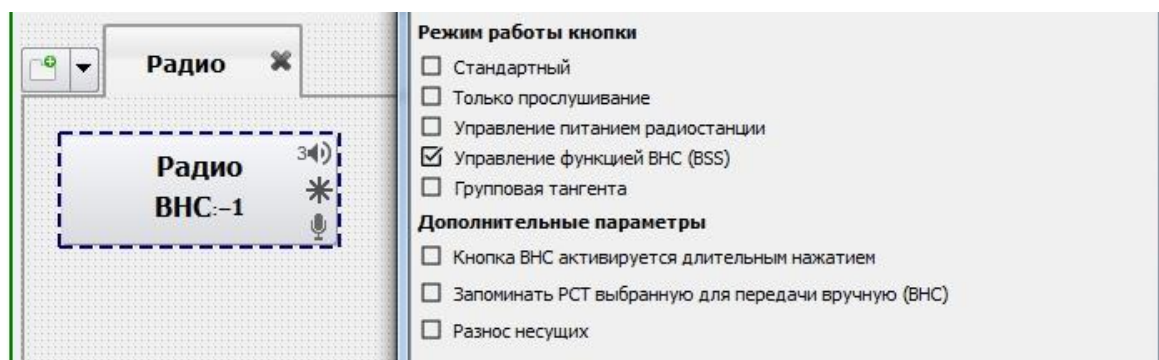 Радио
Радио
3
ВНС:-1
Режим работы кнопки
Стандартный
Только прослушивание
Управление питанием радиостанции
Управление функцией ВНС (BSS)
Групповая тангента
Дополнительные параметры
Кнопка ВНС активируется длительным нажатием
Запоминать РСТ выбранную для передачи вручную (ВНС)
Разнос несущих